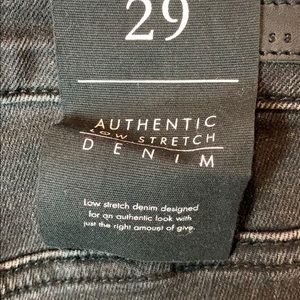 29
AUTHENTIC
LOW STRETCH
DENIM
Low stretch denim designed
for an authentic look with
just the right amount of give.
sa